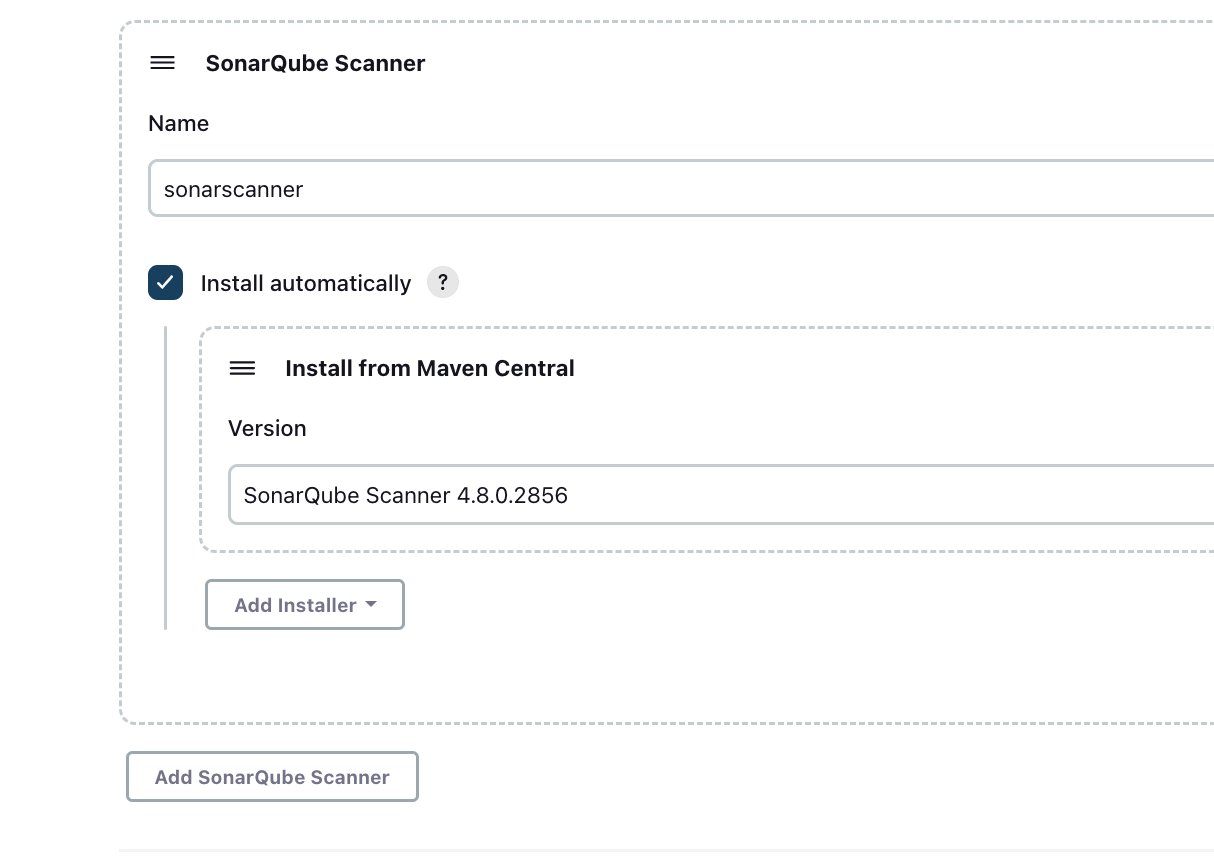 SonarQube Scanner
Name
sonarscanner
Install automatically ?
Install from Maven Central
Version
SonarQube Scanner 4.8.0.2856
Add Installer
Add SonarQube Scanner